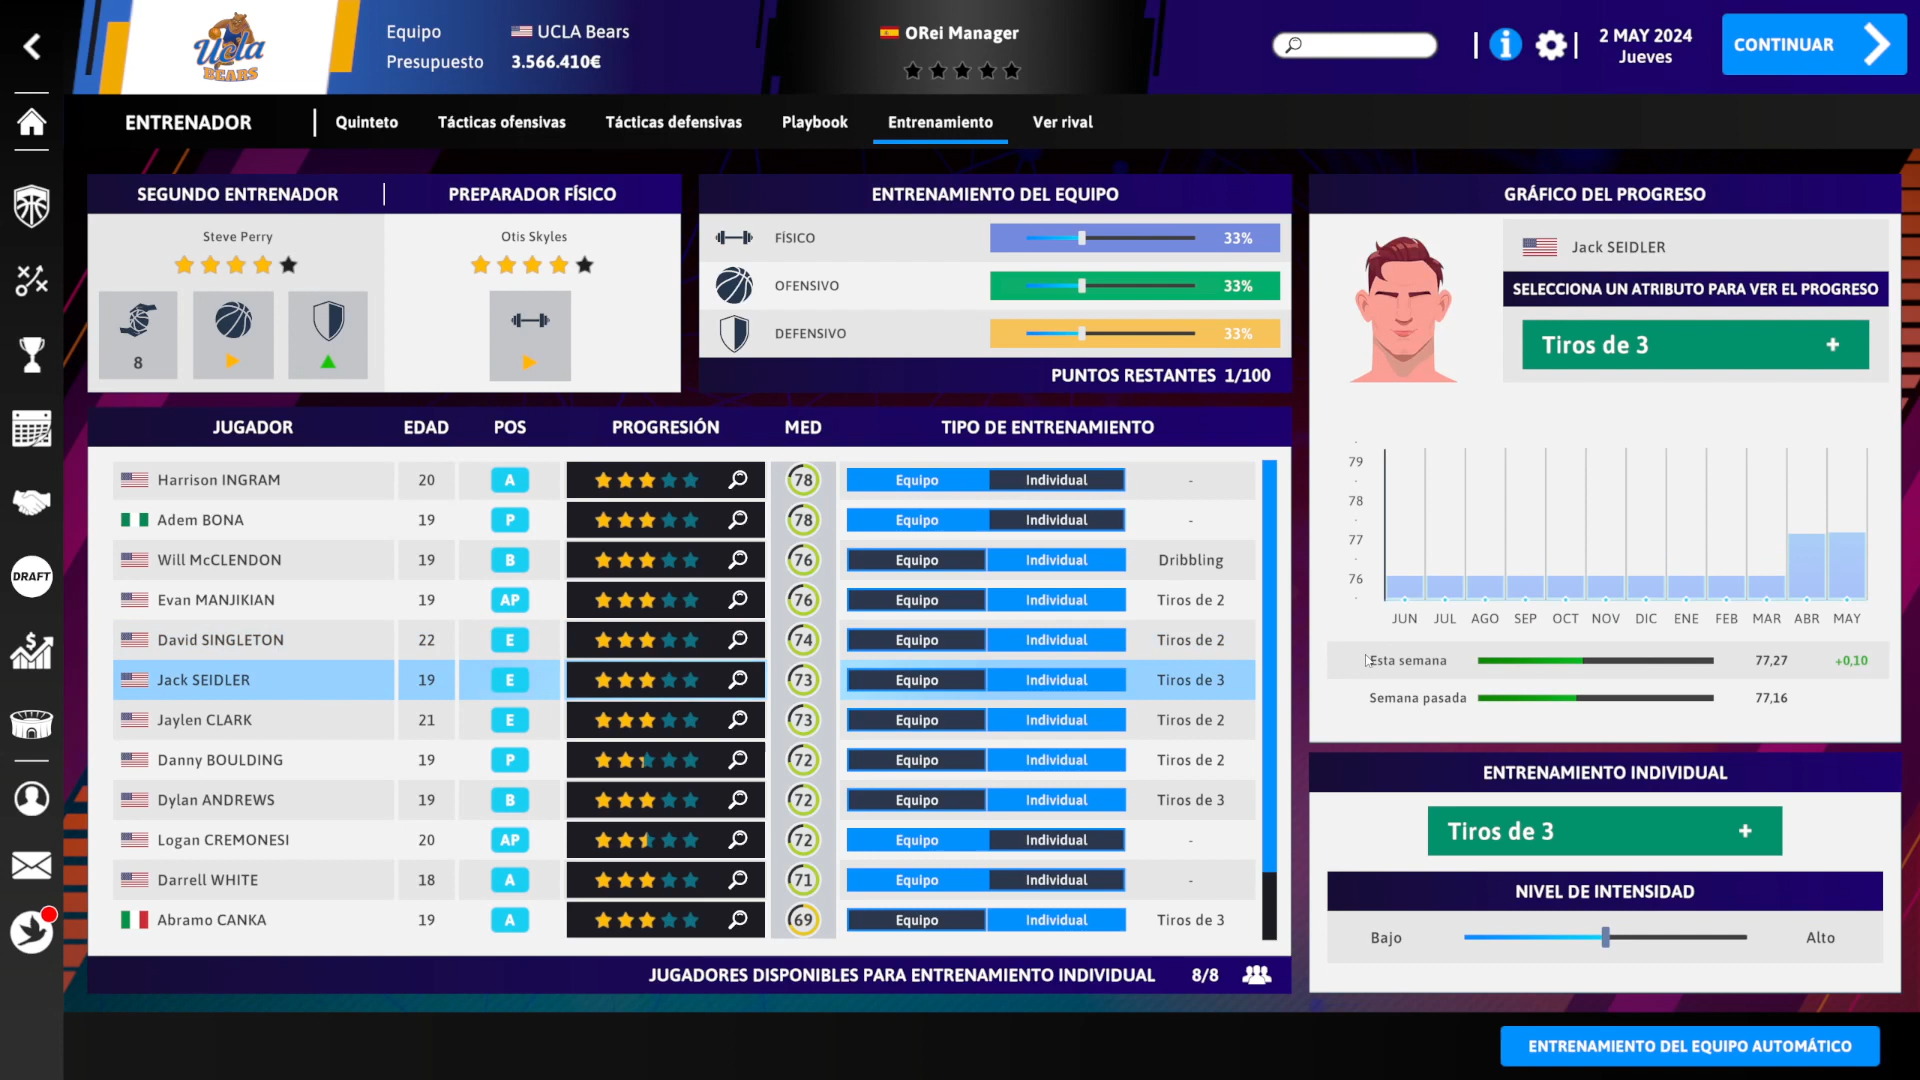 Ucla
BEARS
Equipo UCLA Bears
Presupuesto 3.566.410€
ORei Manager
2 MAY 2024
Jueves
CONTINUAR
ENTRENADOR
Quinteto
Tácticas ofensivas
Tácticas defensivas
Playbook
Entrenamiento
Ver rival
DRAFT
SEGUNDO ENTRENADOR
PREPARADOR FÍSICO
Steve Perry
Otis Skyles
8
ENTRENAMIENTO DEL EQUIPO
FÍSICO 33%
OFENSIVO 33%
DEFENSIVO 33%
PUNTOS RESTANTES 1/100
JUGADOR EDAD POS PROGRESIÓN MED TIPO DE ENTRENAMIENTO
Harrison INGRAM 20 A 78 Equipo Individual -
Adem BONA 19 P 78 Equipo Individual -
Will McCLENDON 19 B 76 Equipo Individual Dribbling
Evan MANJIKIAN 19 AP 76 Equipo Individual Tiros de 2
David SINGLETON 22 E 74 Equipo Individual Tiros de 2
Jack SEIDLER 19 E 73 Equipo Individual Tiros de 3
Jaylen CLARK 21 E 73 Equipo Individual Tiros de 2
Danny BOULDING 19 P 72 Equipo Individual Tiros de 2
Dylan ANDREWS 19 B 72 Equipo Individual Tiros de 3
Logan CREMONESI 20 AP 72 Equipo Individual -
Darrell WHITE 18 A 71 Equipo Individual -
Abramo CANKA 19 A 69 Equipo Individual Tiros de 3
JUGADORES DISPONIBLES PARA ENTRENAMIENTO INDIVIDUAL 8/8
GRÁFICO DEL PROGRESO
Jack SEIDLER
SELECCIONA UN ATRIBUTO PARA VER EL PROGRESO
Tiros de 3 +
79
78
77
76
JUN JUL AGO SEP OCT NOV DIC ENE FEB MAR ABR MAY
Esta semana 77,27 +0,10
Semana pasada 77,16
ENTRENAMIENTO INDIVIDUAL
Tiros de 3 +
NIVEL DE INTENSIDAD
Bajo Alto
ENTRENAMIENTO DEL EQUIPO AUTOMÁTICO